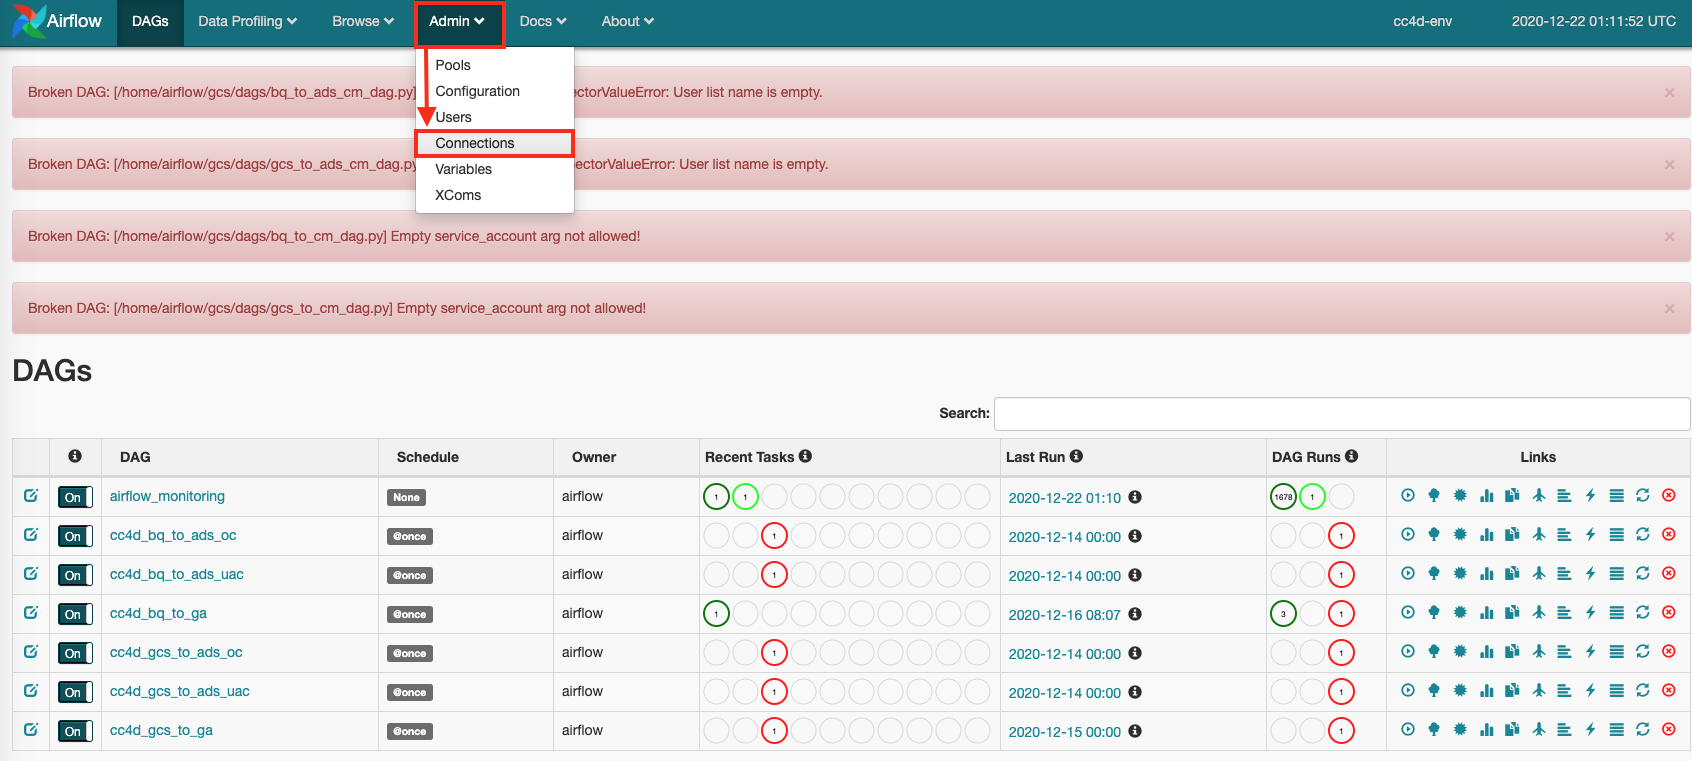 Airflow DAGs Data Profiling Browse Admin Docs About cc4d-env 2020-12-22 01:11:52 UTC
Pools
Configuration
Users
Connections
Variables
XComs
Broken DAG: [/home/airflow/gcs/dags/bq_to_ads_cm_dag.py] ectorValueError: User list name is empty. ×
Broken DAG: [/home/airflow/gcs/dags/gcs_to_ads_cm_dag.py ectorValueError: User list name is empty. ×
Broken DAG: [/home/airflow/gcs/dags/bq_to_cm_dag.py] Empty service_account arg not allowed! ×
Broken DAG: [/home/airflow/gcs/dags/gcs_to_cm_dag.py] Empty service_account arg not allowed! ×
DAGs
Search:
DAG Schedule Owner Recent Tasks Last Run DAG Runs Links
On airflow_monitoring None airflow 1 1 2020-12-22 01:10 1678 1
On cc4d_bq_to_ads_oc @once airflow 1 2020-12-14 00:00 1
On cc4d_bq_to_ads_uac @once airflow 1 2020-12-14 00:00 1
On cc4d_bq_to_ga @once airflow 1 2020-12-16 08:07 3 1
On cc4d_gcs_to_ads_oc @once airflow 1 2020-12-14 00:00 1
On cc4d_gcs_to_ads_uac @once airflow 1 2020-12-14 00:00 1
On cc4d_gcs_to_ga @once airflow 1 2020-12-15 00:00 1